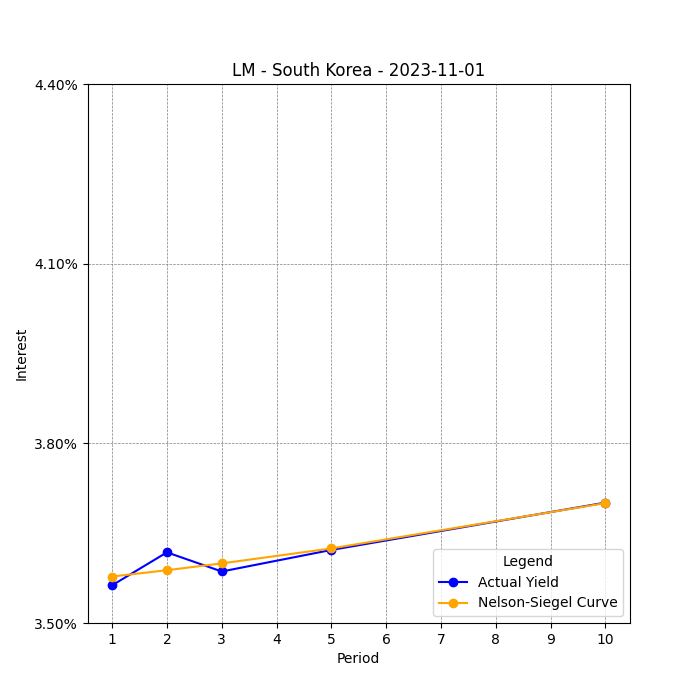 LM - South Korea - 2023-11-01
4.40%
4.10%
3.80%
3.50%
Interest
1 2 3 4 5 6 7 8 9 10
Period
Legend
Actual Yield
Nelson-Siegel Curve